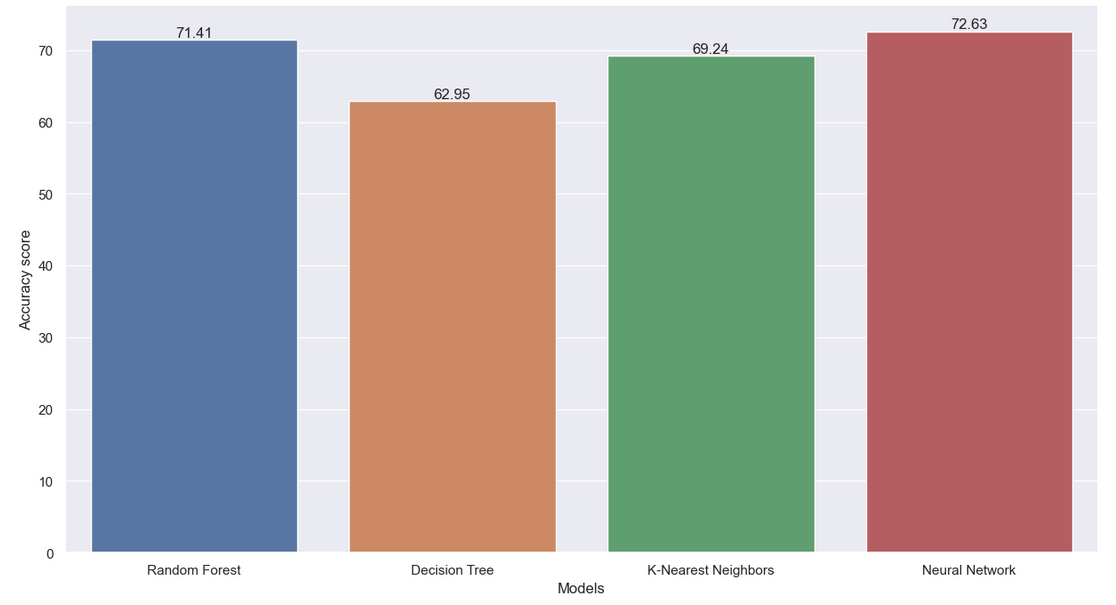 71.41
62.95
69.24
72.63
Accuracy score
70
60
50
40
30
20
10
0
Random Forest
Decision Tree
K-Nearest Neighbors
Neural Network
Models